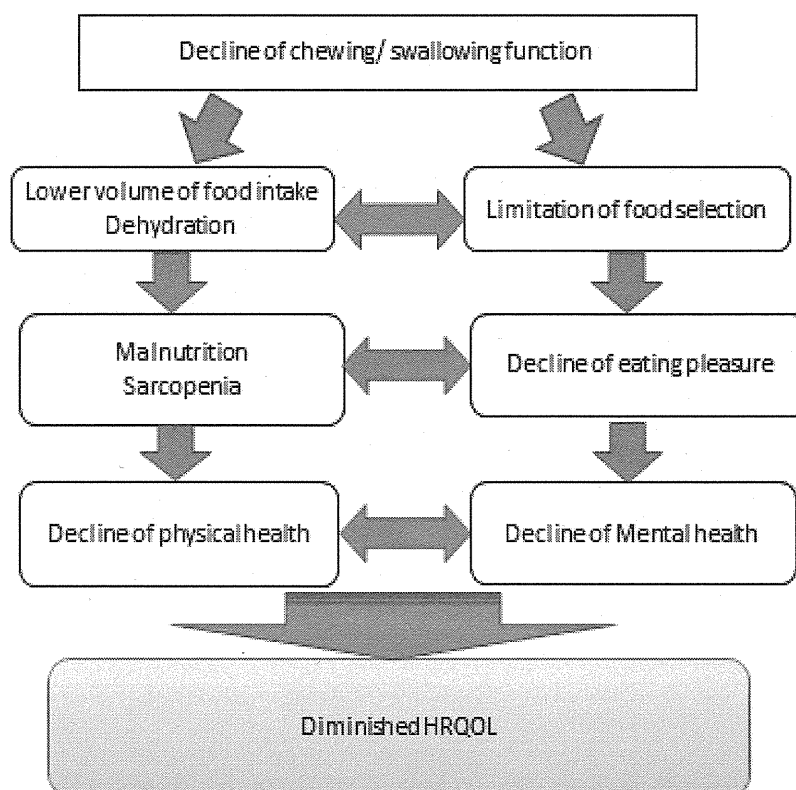 Decline of chewing/ swallowing function
Lower volume of food intake
Dehydration
Limitation of food selection
Malnutrition
Sarcopenia
Decline of eating pleasure
Decline of physical health
Decline of Mental health
Diminished HRQOL